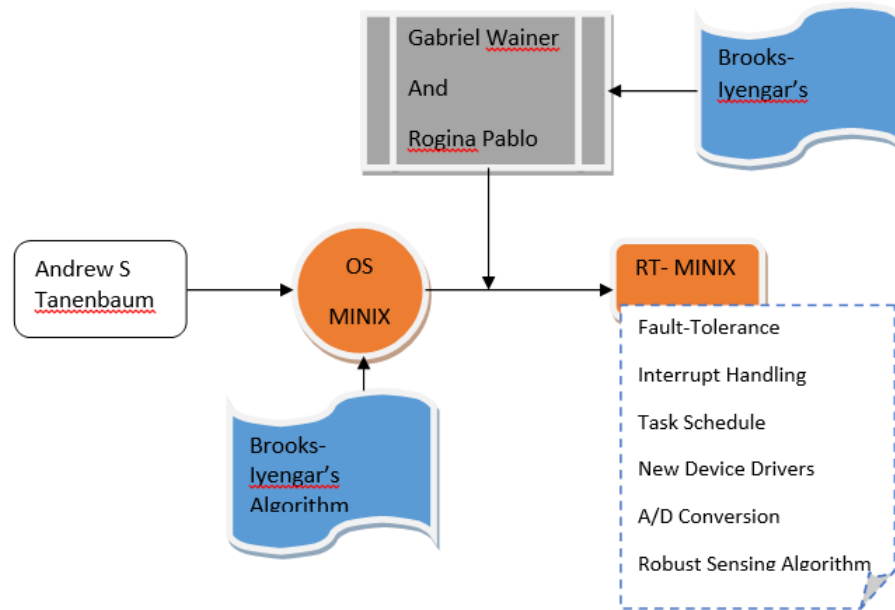 Gabriel Wainer
And
Rogina Pablo
Brooks-
Iyengar's
Andrew S
Tanenbaum
OS
MINIX
RT- MINIX
Fault-Tolerance
Interrupt Handling
Task Schedule
New Device Drivers
A/D Conversion
Robust Sensing Algorithm
Brooks-
Iyengar's
Algorithm